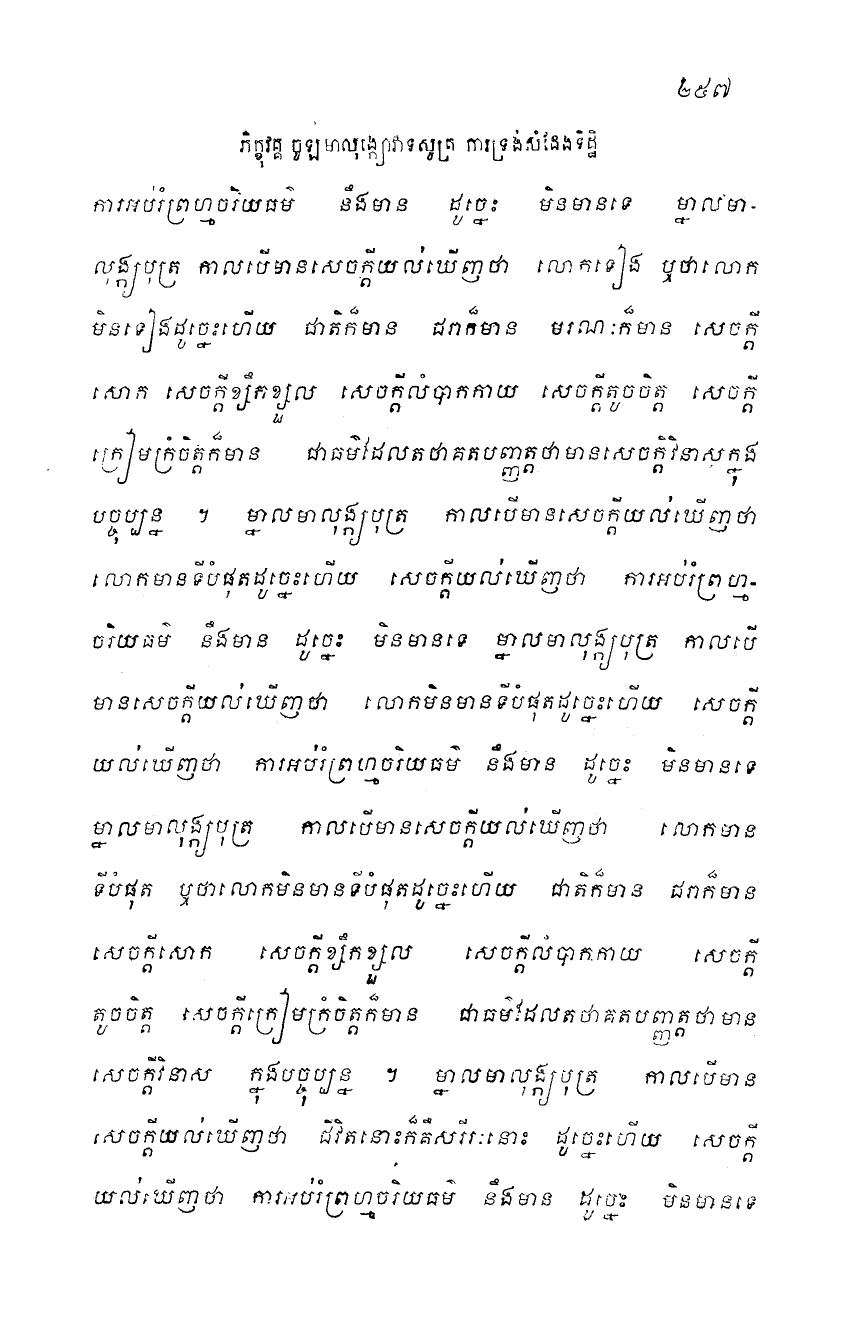 ២៥៧
ភិក្ខុវគ្គ ចូឡមាលុង្ក្យោវាទសូត្រ ការទ្រង់សំដែងទិដ្ឋិ
ការអប់រំព្រហ្មចរិយធម៌ នឹងមាន ដូច្នេះ មិនមានទេ ម្នាលមា-
លុង្ក្យបុត្រ កាលបើមានសេចក្តីយល់ឃើញថា លោកទៀង ឬថាលោក
មិនទៀងដូច្នេះហើយ ជាតិក៏មាន ជរាក៏មាន មរណៈក៏មាន សេចក្តី
សោក សេចក្តីខ្សឹកខ្សួល សេចក្តីលំបាកកាយ សេចក្តីតូចចិត្ត សេចក្តី
ក្រៀមក្រំចិត្តក៏មាន ជាធម៌ដែលតថាគតបញ្ញត្តថាមានសេចក្តីវិនាសក្នុង
បច្ចុប្បន្ន ។ ម្នាលមាលុង្ក្យបុត្រ កាលបើមានសេចក្តីយល់ឃើញថា
លោកមានទីបំផុតដូច្នេះហើយ សេចក្តីយល់ឃើញថា ការអប់រំព្រហ្ម-
ចរិយធម៌ នឹងមាន ដូច្នេះ មិនមានទេ ម្នាលមាលុង្ក្យបុត្រ កាលបើ
មានសេចក្តីយល់ឃើញថា លោកមិនមានទីបំផុតដូច្នេះហើយ សេចក្តី
យល់ឃើញថា ការអប់រំព្រហ្មចរិយធម៌ នឹងមាន ដូច្នេះ មិនមានទេ
ម្នាលមាលុង្ក្យបុត្រ កាលបើមានសេចក្តីយល់ឃើញថា លោកមាន
ទីបំផុត ឬថាលោកមិនមានទីបំផុតដូច្នេះហើយ ជាតិក៏មាន ជរាក៏មាន
សេចក្តីសោក សេចក្តីខ្សឹកខ្សួល សេចក្តីលំបាកកាយ សេចក្តី
តូចចិត្ត សេចក្តីក្រៀមក្រំចិត្តក៏មាន ជាធម៌ដែលតថាគតបញ្ញត្តថាមាន
សេចក្តីវិនាស ក្នុងបច្ចុប្បន្ន ។ ម្នាលមាលុង្ក្យបុត្រ កាលបើមាន
សេចក្តីយល់ឃើញថា ជីវិតនោះក៏គឺសរីរៈនោះ ដូច្នេះហើយ សេចក្តី
យល់ឃើញថា ការអប់រំព្រហ្មចរិយធម៌ នឹងមាន ដូច្នេះ មិនមានទេ